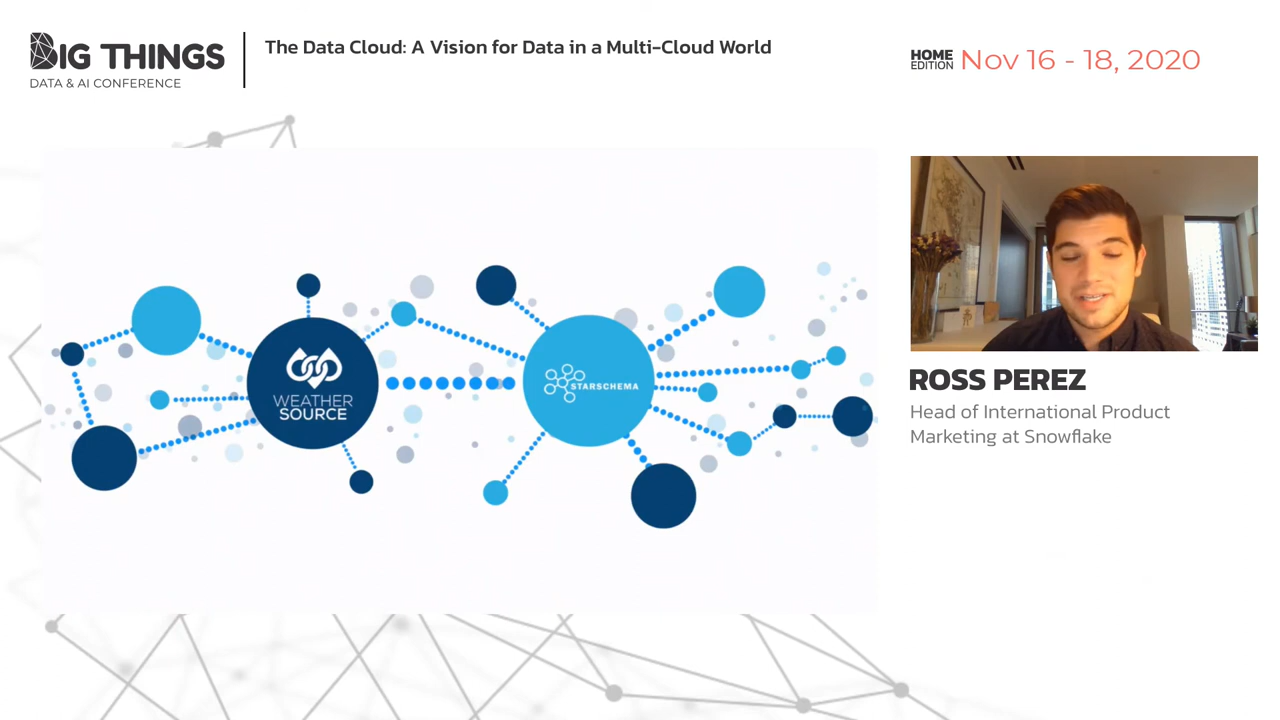 BIG THINGS
DATA & AI CONFERENCE
The Data Cloud: A Vision for Data in a Multi-Cloud World
HOME
EDITION
Nov 16 - 18, 2020
WEATHER
SOURCE
STARSCHEMA
ROSS PEREZ
Head of International Product
Marketing at Snowflake